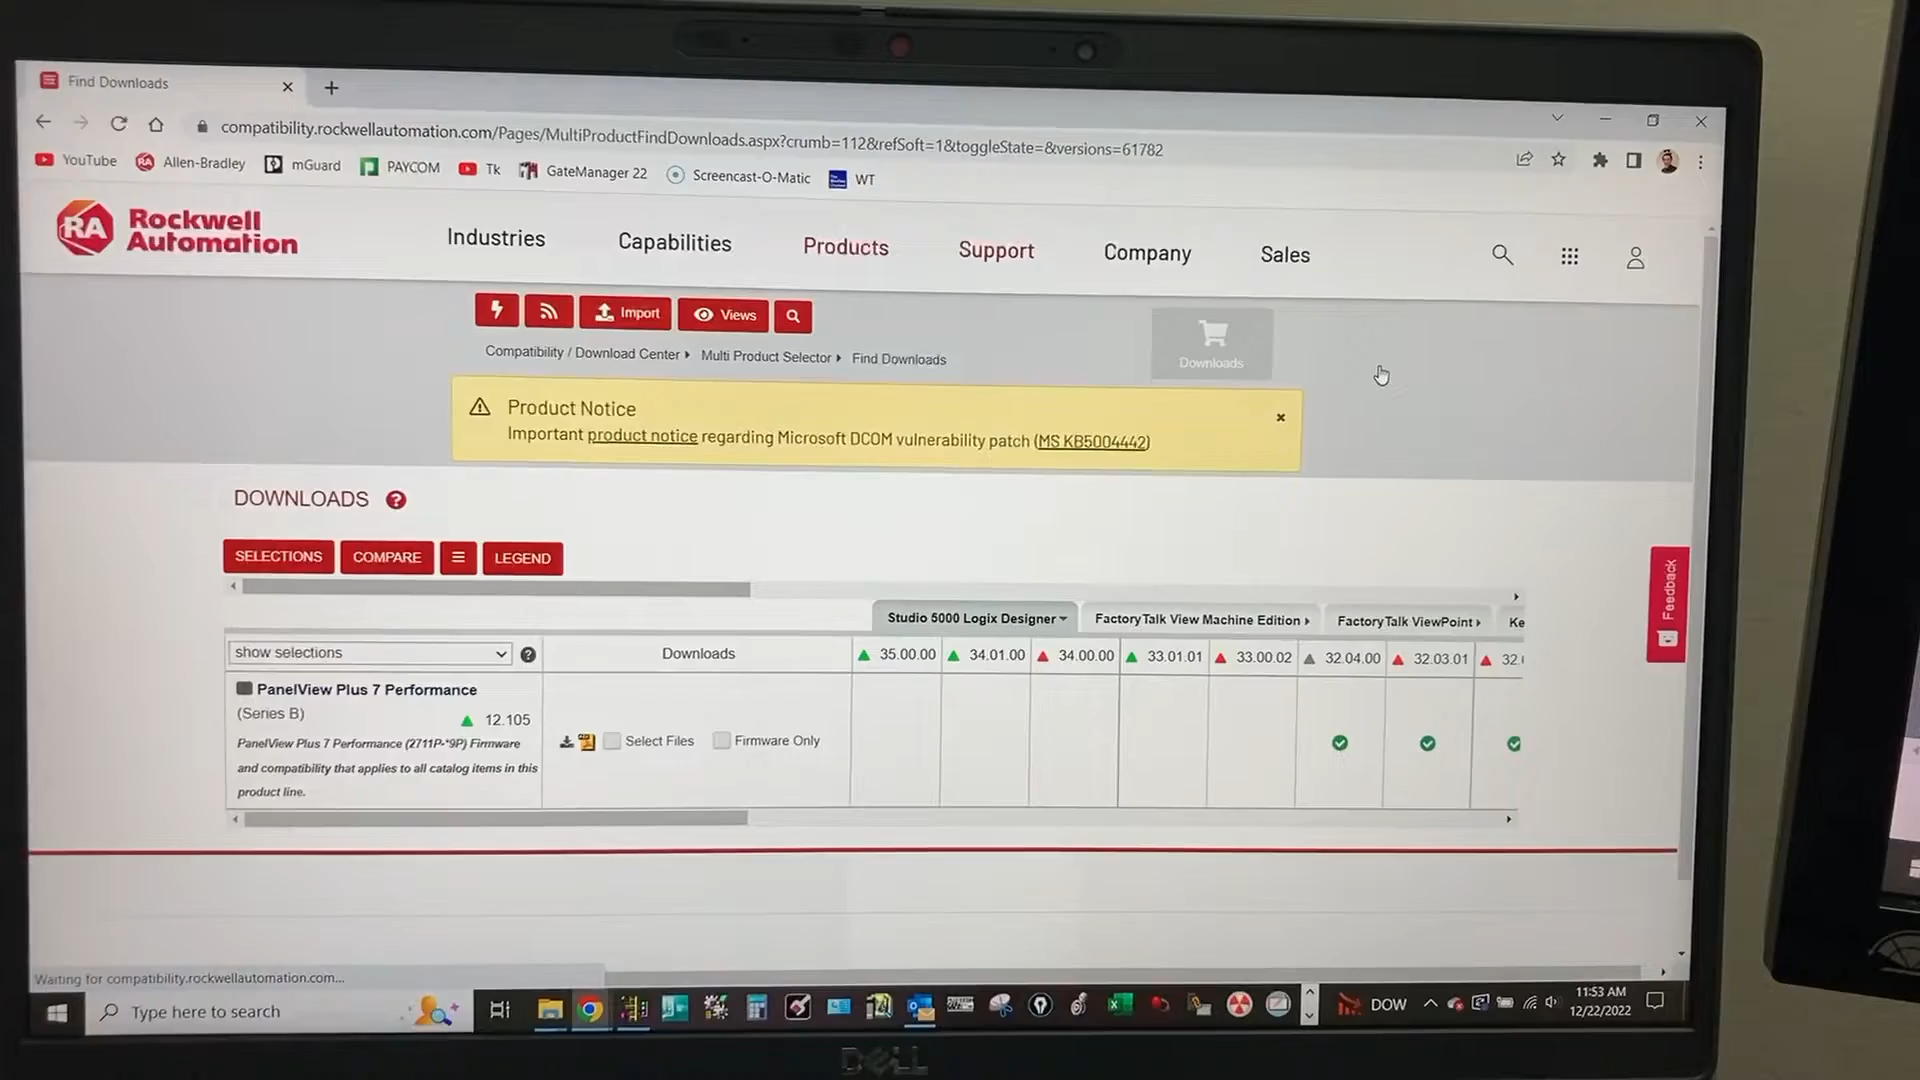 Find Downloads
compatibility.rockwellautomation.com/Pages/MultiProductFindDownloads.aspx?crumb=112&refSoft=1&toggleState=&versions=61782
YouTube Allen-Bradley mGuard PAYCOM Tk GateManager 22 Screencast-O-Matic WT
RA Rockwell Automation
Industries Capabilities Products Support Company Sales
Import Views
Downloads
Compatibility / Download Center Multi Product Selector Find Downloads
Product Notice
Important product notice regarding Microsoft DCOM vulnerability patch (MS KB5004442)
DOWNLOADS ?
SELECTIONS COMPARE LEGEND
Feedback
Studio 5000 Logix Designer FactoryTalk View Machine Edition FactoryTalk ViewPoint Ke
show selections ? Downloads 35.00.00 34.01.00 34.00.00 33.01.01 33.00.02 32.04.00 32.03.01 32.
PanelView Plus 7 Performance
(Series B) 12.105
PanelView Plus 7 Performance (2711P-*9P) Firmware
and compatibility that applies to all catalog items in this
product line.
Select Files Firmware Only
Waiting for compatibility.rockwellautomation.com...
Type here to search
DOW
11:53 AM
12/22/2022
DELL